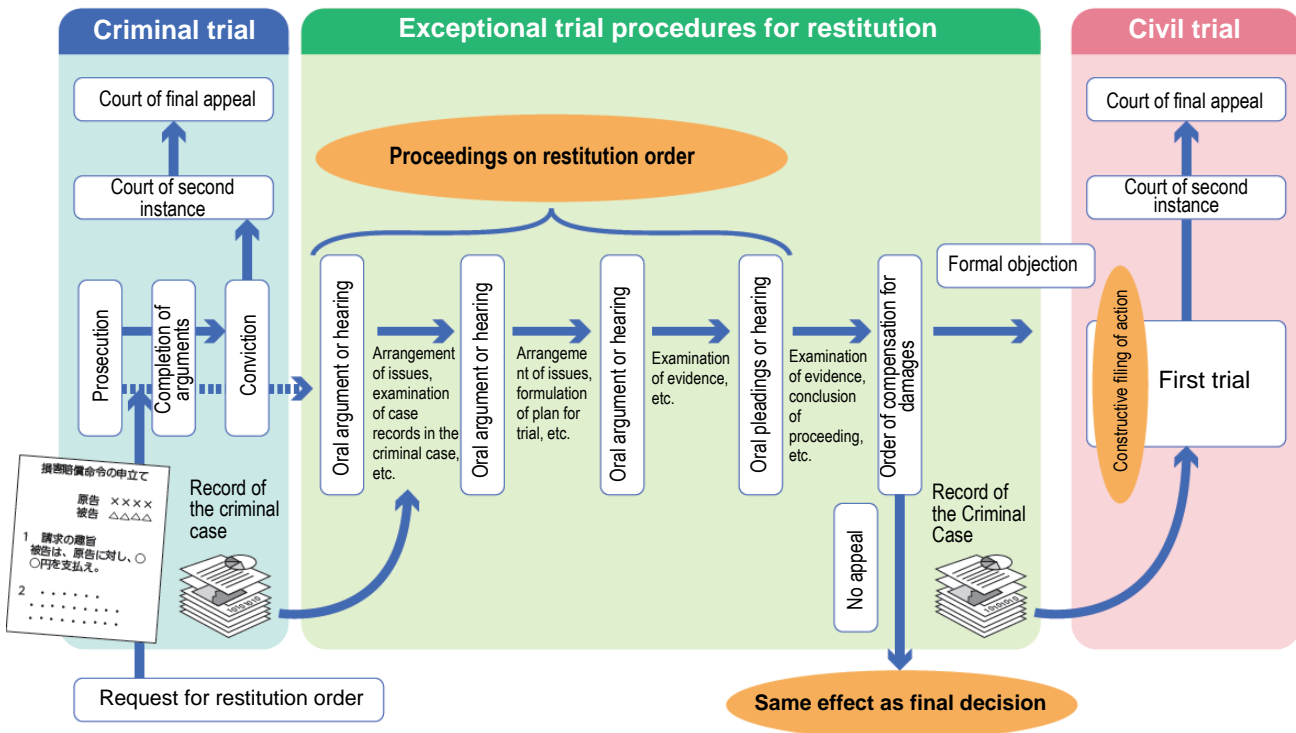 Criminal trial
Exceptional trial procedures for restitution
Civil trial
Court of final appeal
Court of second
instance
Prosecution
Completion of
arguments
Conviction
損害賠償命令の申立て
原告 ××××
被告 △△△△
1 請求の趣旨
被告は、原告に対し、○
○円を支払え。
2 ・・・・・・
・・・・・・・・・
・・・・・・・・・
Record of
the criminal
case
1010101 0
Request for restitution order
Proceedings on restitution order
Oral argument or hearing
Arrangement
of issues,
examination
of case
records in the
criminal case,
etc.
Oral argument or hearing
Arrangeme
nt of issues,
formulation
of plan for
trial, etc.
Oral argument or hearing
Examination
of evidence,
etc.
Oral pleadings or hearing
Examination
of evidence,
conclusion
of
proceeding,
etc.
Order of compensation for
damages
No appeal
Same effect as final decision
Record of
the Criminal
Case
Formal objection
Constructive filing of action
First trial
Court of second
instance
Court of final appeal